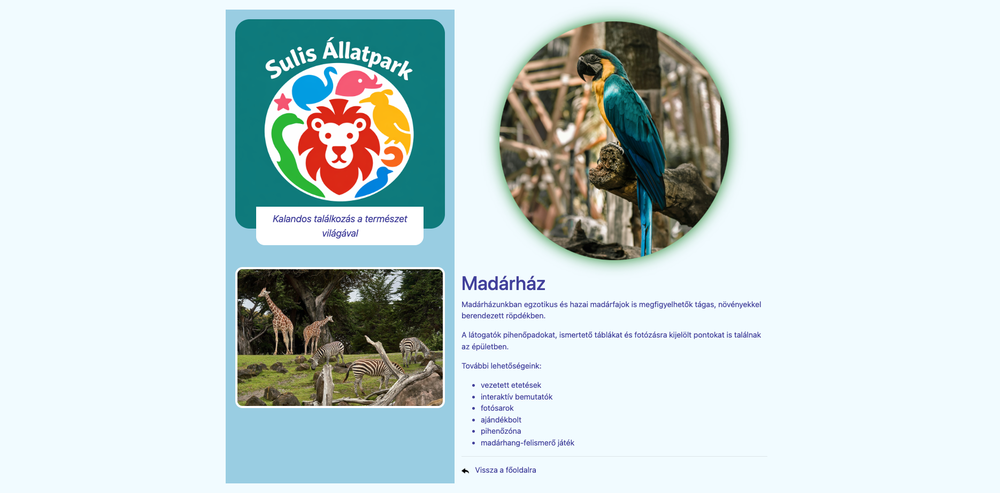 Sulis Állatpark
Kalandos találkozás a természet
világával
Madárház
Madárházunkban egzotikus és hazai madárfajok is megfigyelhetők tágas, növényekkel
berendezett röpdékben.
A látogatók pihenőpadokat, ismertető táblákat és fotózásra kijelölt pontokat is találnak
az épületben.
További lehetőségeink:
• vezetett etetések
• interaktív bemutatók
• fotósarok
• ajándékbolt
• pihenőzóna
• madárhang-felismerő játék
Vissza a főoldalra